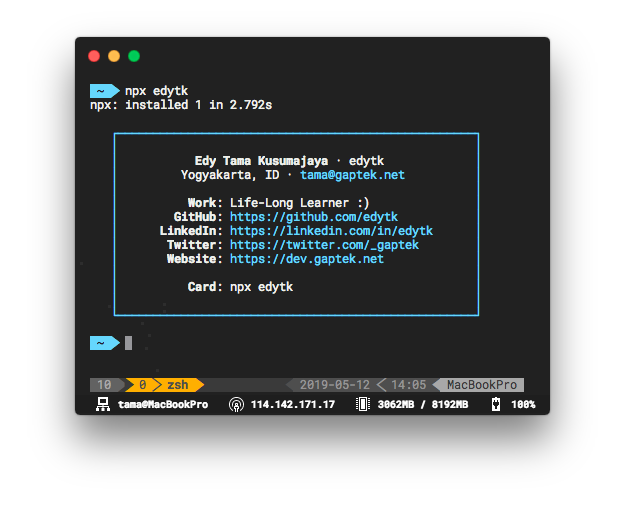 ~ npx edytk
npx: installed 1 in 2.792s
Edy Tama Kusumajaya · edytk
Yogyakarta, ID · tama@gaptek.net
Work: Life-Long Learner :)
GitHub: https://github.com/edytk
LinkedIn: https://linkedin.com/in/edytk
Twitter: https://twitter.com/_gaptek
Website: https://dev.gaptek.net
Card: npx edytk
~
10 0 zsh 2019-05-12 14:05 MacBookPro
tama@MacBookPro 114.142.171.17 3062MB / 8192MB 100%